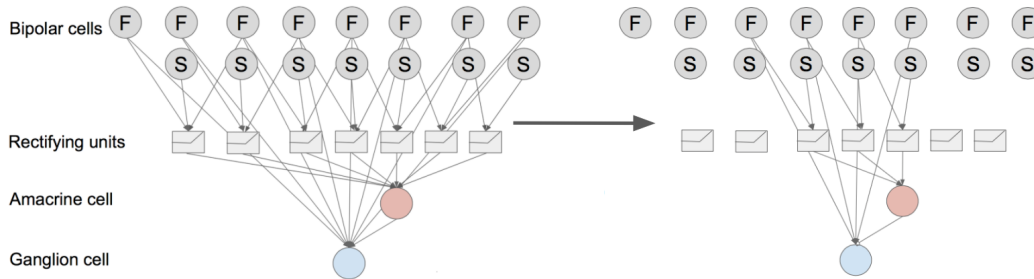 Bipolar cells F F F F F F F F F F F F F F F F
S S S S S S S S S S S S S S
Rectifying units
Amacrine cell
Ganglion cell